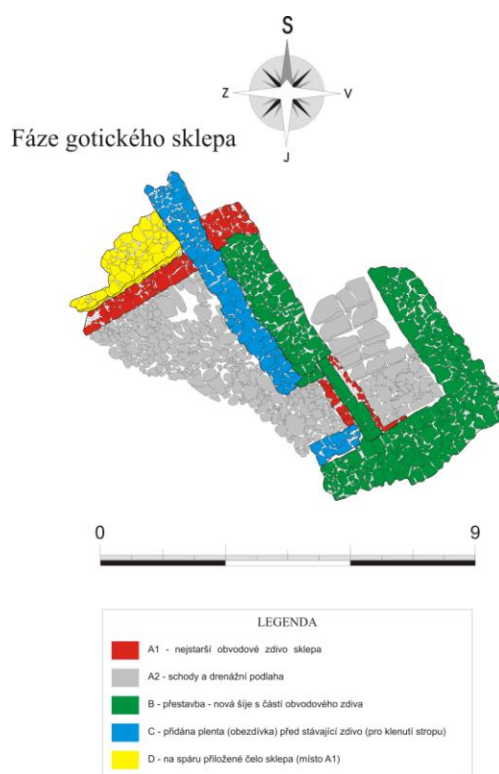 S
Z
V
J
Fáze gotického sklepa
0
9
LEGENDA
A1 - nejstarší obvodové zdivo sklepa
A2 - schody a drenážní podlaha
B - přestavba - nová šíje s částí obvodového zdiva
C - přidána plenta (obezdívka) před stávající zdivo (pro klenutí stropu)
D - na spáru přiložené čelo sklepa (místo A1)